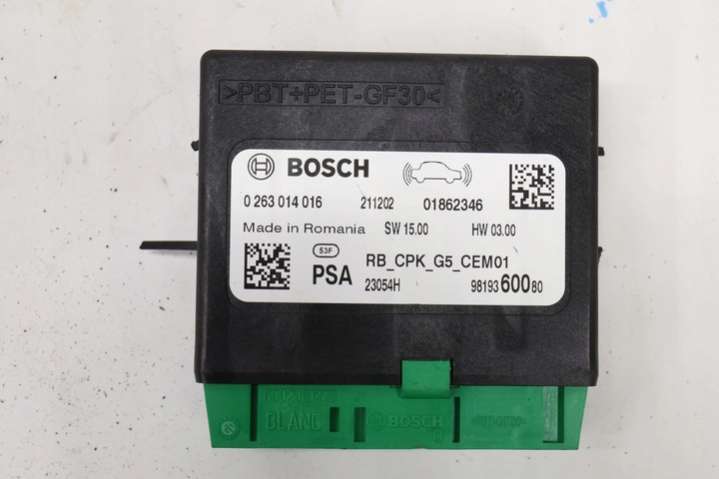 >PBT+PET-GF30<
BOSCH
0 263 014 016 211202 01862346
Made in Romania SW 15.00 HW 03.00
53F
PSA RB_CPK_G5_CEM01
23054H 9819360080
BLANC BOSCH